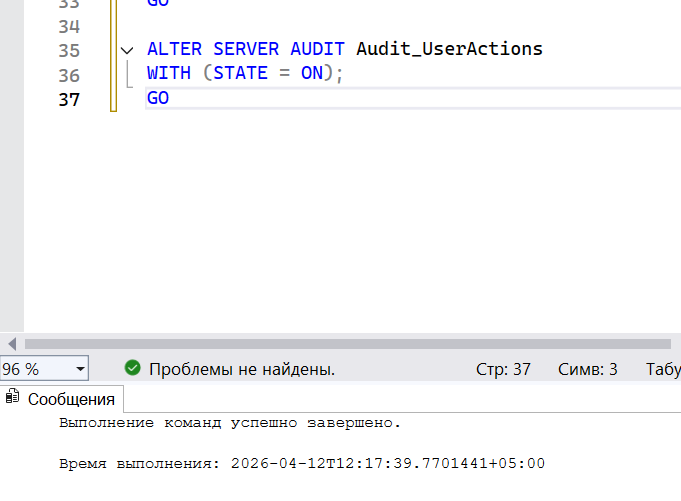 33 GO
34
35 ALTER SERVER AUDIT Audit_UserActions
36 WITH (STATE = ON);
37 GO
96 % Проблемы не найдены. Стр: 37 Симв: 3 Табу
Сообщения
Выполнение команд успешно завершено.
Время выполнения: 2026-04-12T12:17:39.7701441+05:00